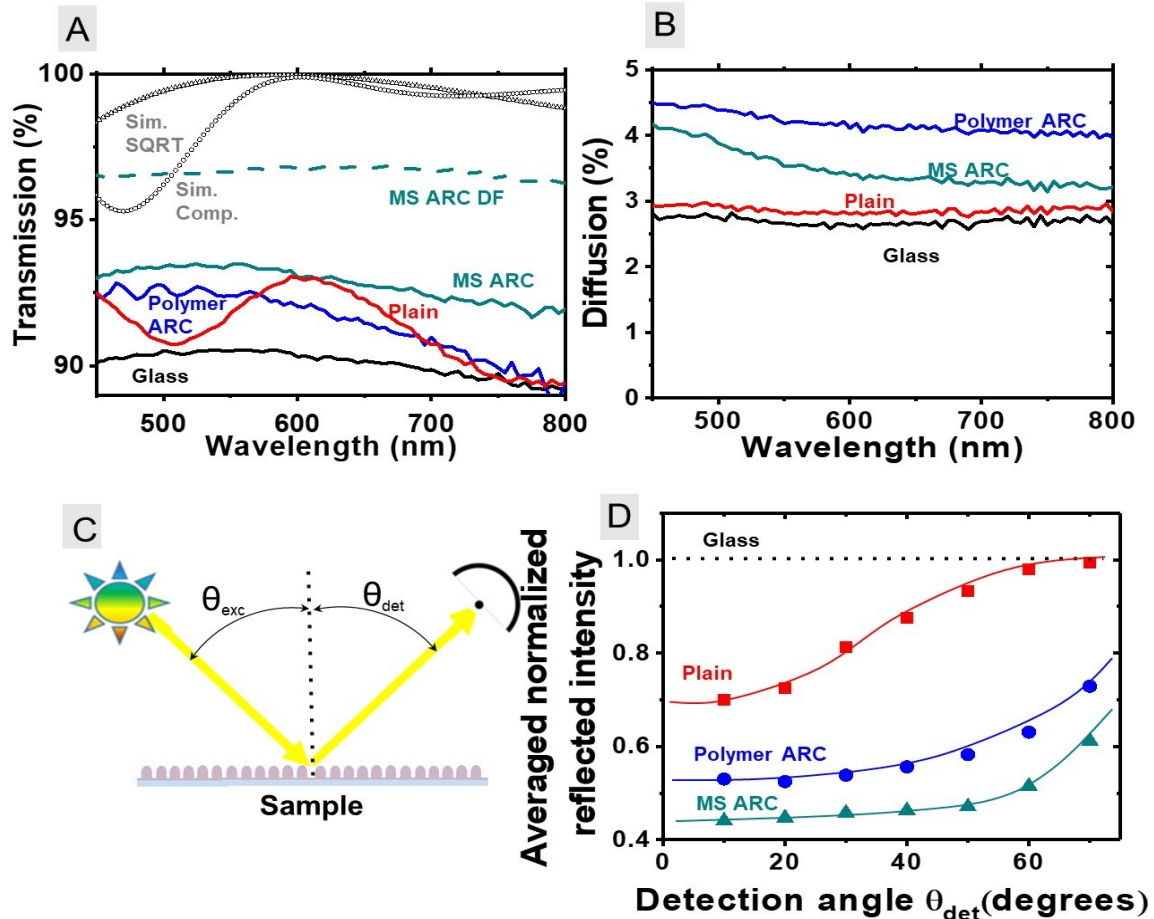 A
Transmission (%)
100
95
90
Sim.
SQRT
Sim.
Comp.
MS ARC DF
MS ARC
Polymer
ARC
Plain
Glass
500
600
700
800
Wavelength (nm)
B
Diffusion (%)
5
4
3
2
1
0
Polymer ARC
MS ARC
Plain
Glass
500
600
700
800
Wavelength (nm)
C
θexc
θdet
Sample
D
Averaged normalized
reflected intensity
1.0
0.8
0.6
0.4
Glass
Plain
Polymer ARC
MS ARC
0
20
40
60
Detection angle θdet(degrees)